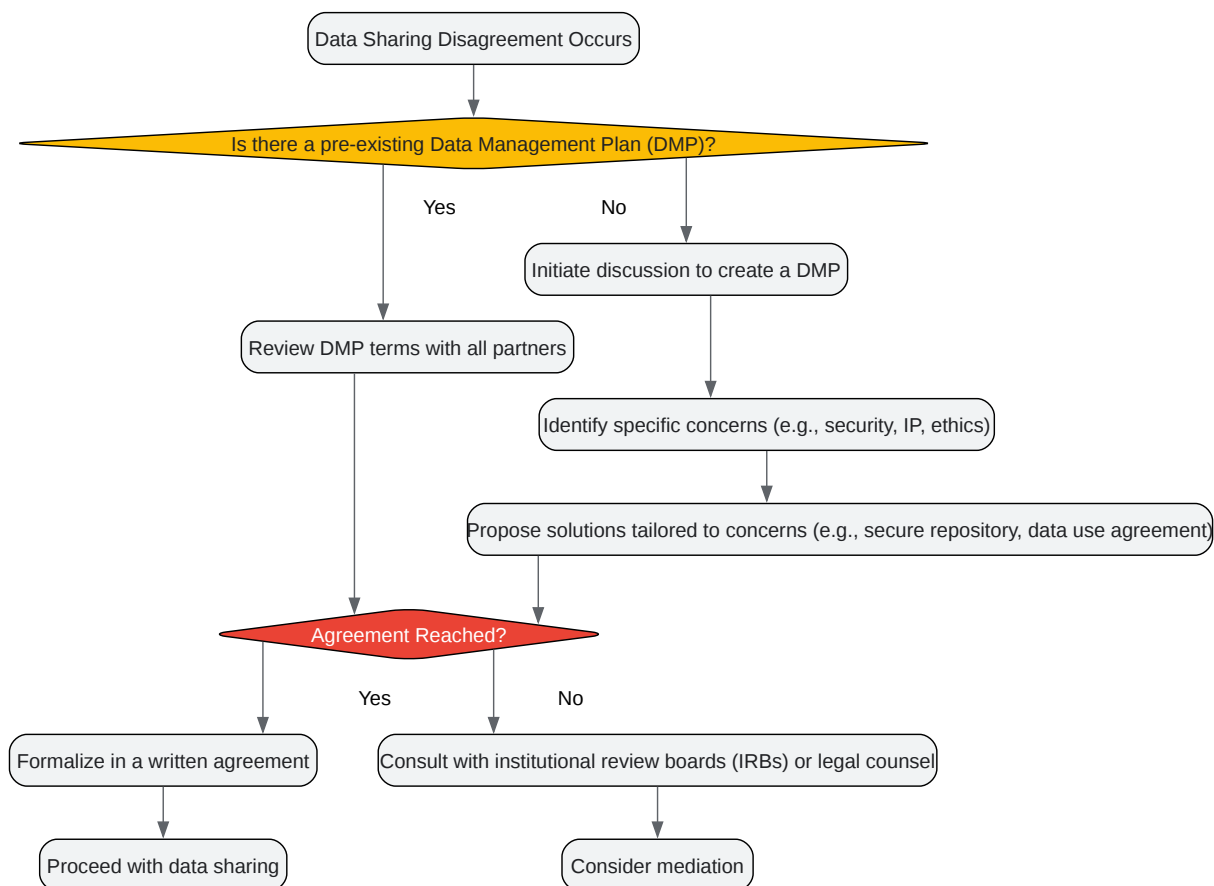 Data Sharing Disagreement Occurs
Is there a pre-existing Data Management Plan (DMP)?
Yes
No
Initiate discussion to create a DMP
Review DMP terms with all partners
Identify specific concerns (e.g., security, IP, ethics)
Propose solutions tailored to concerns (e.g., secure repository, data use agreement)
Agreement Reached?
Yes
No
Formalize in a written agreement
Consult with institutional review boards (IRBs) or legal counsel
Proceed with data sharing
Consider mediation